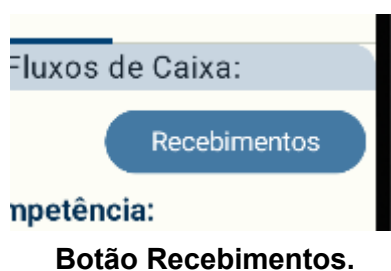 Fluxos de Caixa:
Recebimentos
mpetência:
Botão Recebimentos.